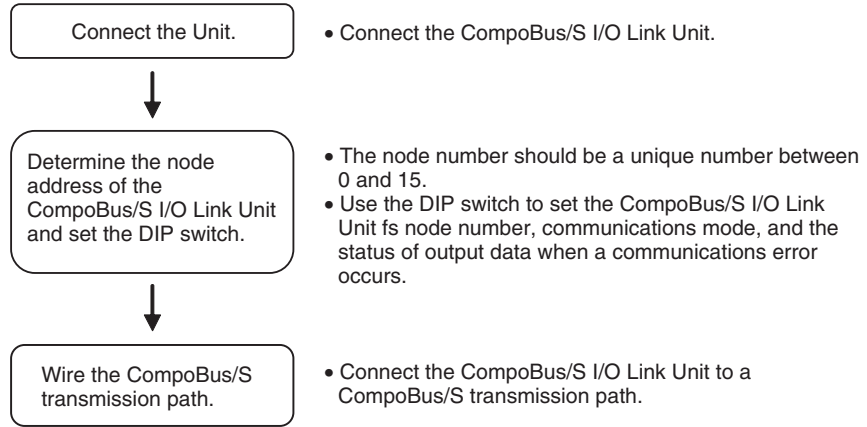 Connect the Unit.
• Connect the CompoBus/S I/O Link Unit.
Determine the node
address of the
CompoBus/S I/O Link Unit
and set the DIP switch.
• The node number should be a unique number between
0 and 15.
• Use the DIP switch to set the CompoBus/S I/O Link
Unit fs node number, communications mode, and the
status of output data when a communications error
occurs.
Wire the CompoBus/S
transmission path.
• Connect the CompoBus/S I/O Link Unit to a
CompoBus/S transmission path.